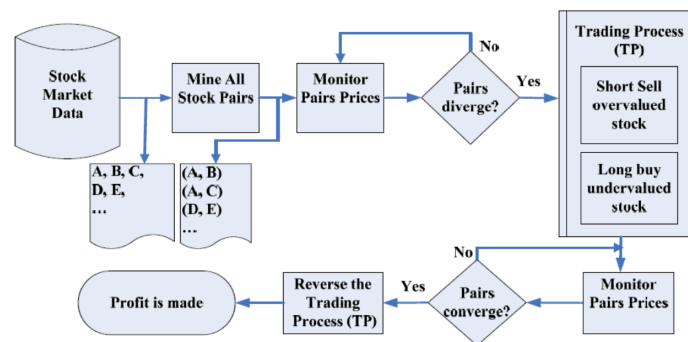 Stock
Market
Data
Mine All
Stock Pairs
Monitor
Pairs Prices
No
Pairs
diverge?
Yes
Trading Process
(TP)
Short Sell
overvalued
stock
Long buy
undervalued
stock
A, B, C,
D, E,
...
(A, B)
(A, C)
(D, E)
...
Profit is made
Reverse the
Trading
Process (TP)
Yes
No
Pairs
converge?
Monitor
Pairs Prices